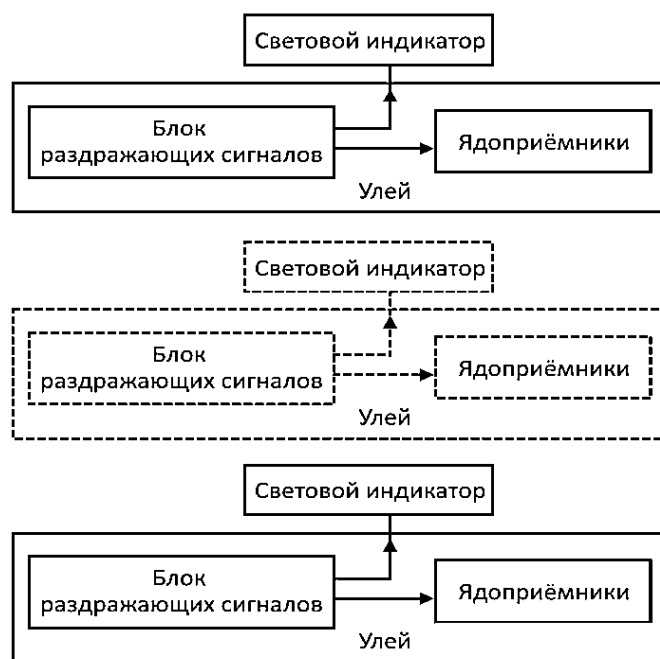 Световой индикатор
Блок
раздражающих сигналов
Ядоприёмники
Улей
Световой индикатор
Блок
раздражающих сигналов
Ядоприёмники
Улей
Световой индикатор
Блок
раздражающих сигналов
Ядоприёмники
Улей